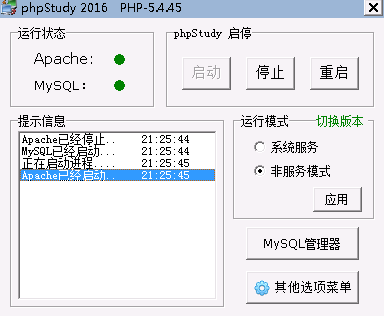 phpStudy 2016 PHP-5.4.45
运行状态
Apache:
MySQL:
phpStudy 启停
启动 停止 重启
提示信息
Apache已经停止.. 21:25:44
MySQL已经启动... 21:25:44
正在启动进程.... 21:25:45
Apache已经启动.. 21:25:45
运行模式 切换版本
系统服务
非服务模式
应用
MySQL管理器
其他选项菜单